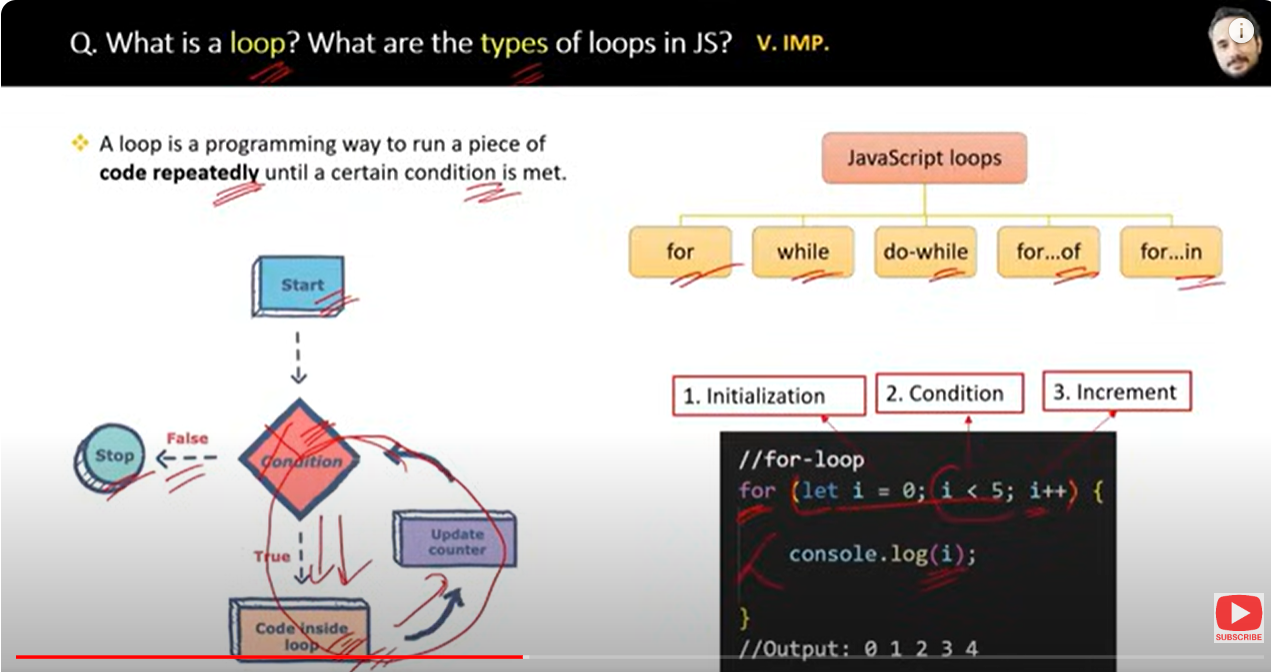 Q. What is a loop? What are the types of loops in JS? V. IMP.
A loop is a programming way to run a piece of
code repeatedly until a certain condition is met.
JavaScript loops
for
while
do-while
for...of
for...in
Start
Condition
False
Stop
True
Update
counter
Code inside
loop
1. Initialization
2. Condition
3. Increment
//for-loop
for (let i = 0; i < 5; i++) {
console.log(i);
}
//Output: 0 1 2 3 4
SUBSCRIBE